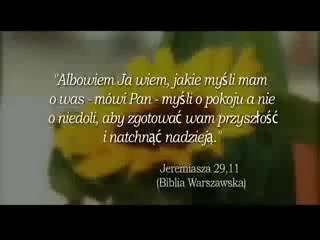 "Albowiem Ja wiem, jakie myśli mam
o was - mówi Pan - myśli o pokoju a nie
o niedoli, aby zgotować wam przyszłość
i natchnąć nadzieją."
Jeremiasza 29,11
(Biblia Warszawska)